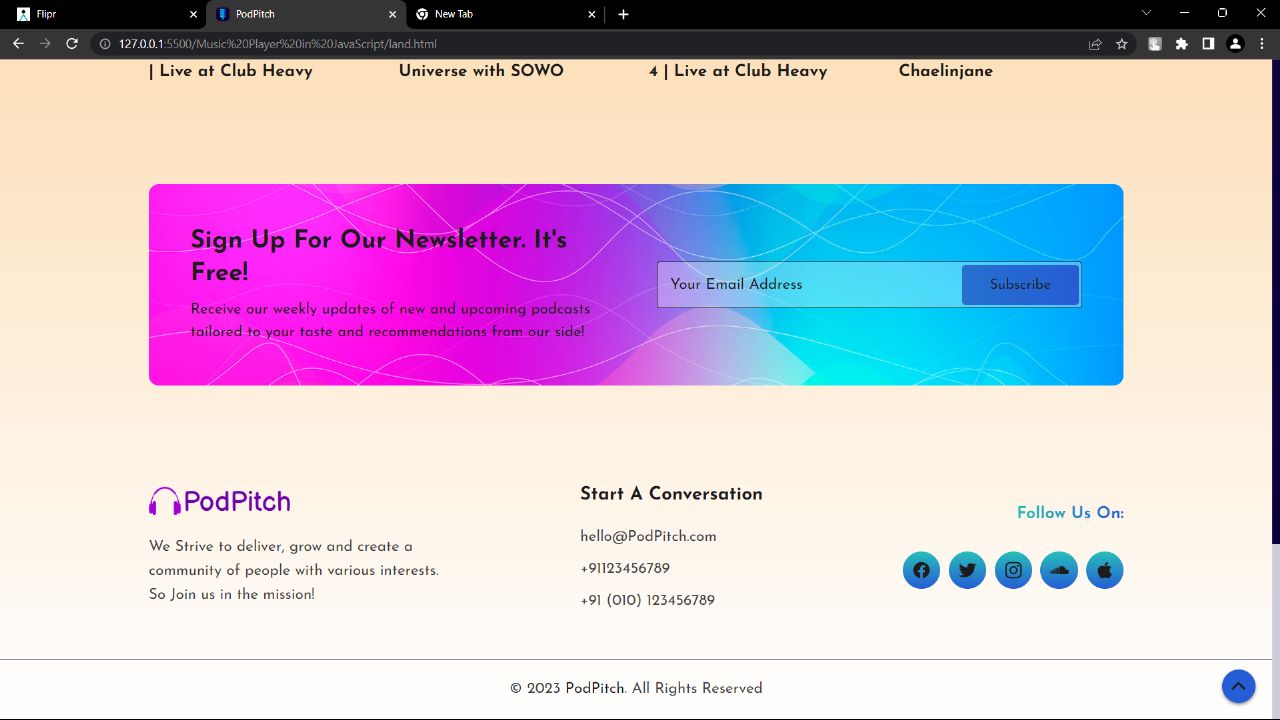 Flipr
PodPitch
New Tab
127.0.0.1:5500/Music%20Player%20in%20JavaScript/land.html
| Live at Club Heavy
Universe with SOWO
4 | Live at Club Heavy
Chaelinjane
Sign Up For Our Newsletter. It's
Free!
Receive our weekly updates of new and upcoming podcasts
tailored to your taste and recommendations from our side!
Your Email Address
Subscribe
PodPitch
We Strive to deliver, grow and create a
community of people with various interests.
So Join us in the mission!
Start A Conversation
hello@PodPitch.com
+91123456789
+91 (010) 123456789
Follow Us On:
© 2023 PodPitch. All Rights Reserved